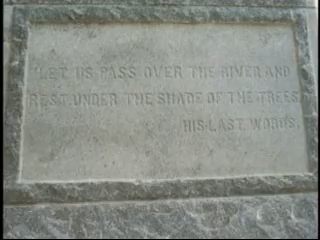 "LET US PASS OVER THE RIVER AND
REST UNDER THE SHADE OF THE TREES.
HIS LAST WORDS.